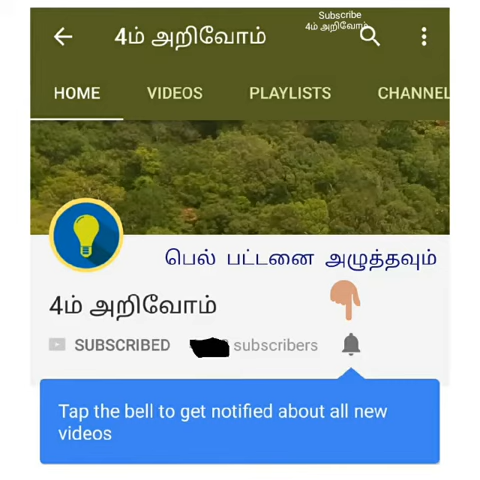 Subscribe
4ம் அறிவோம்
4ம் அறிவோம்
HOME VIDEOS PLAYLISTS CHANNEL
பெல் பட்டனை அழுத்தவும்
4ம் அறிவோம்
SUBSCRIBED subscribers
Tap the bell to get notified about all new
videos